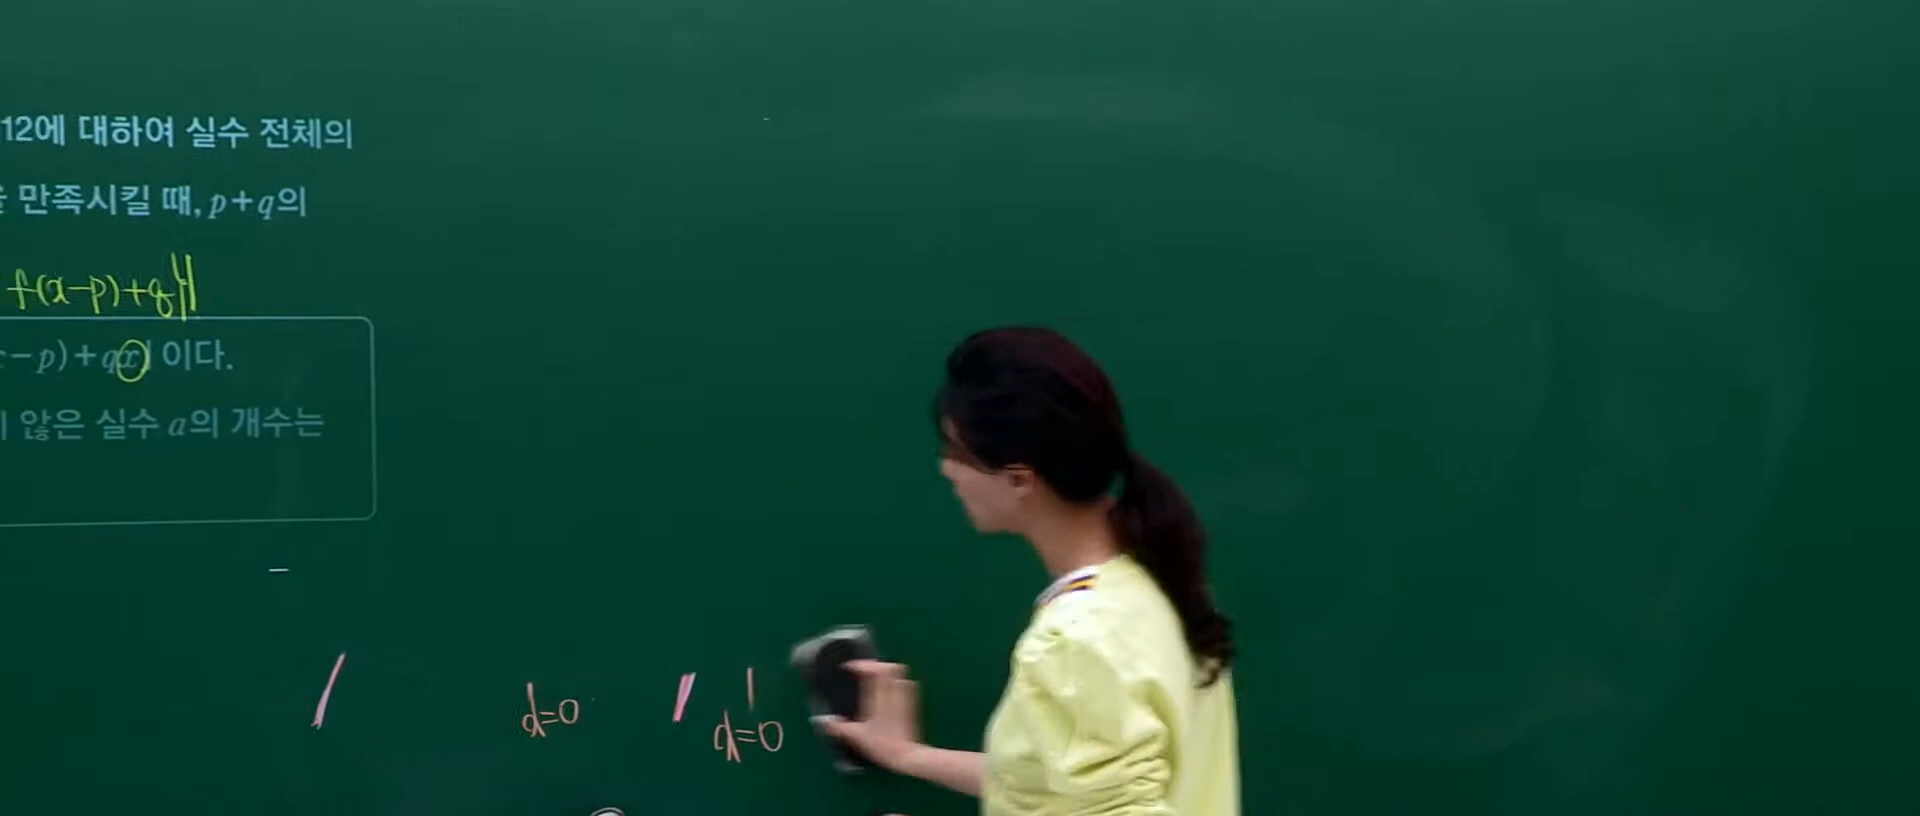 12에 대하여 실수 전체의
만족시킬 때, p+q의
f(x-p)+q
-p)+qx| 이다.
않은 실수 a의 개수는
d=0
d=0